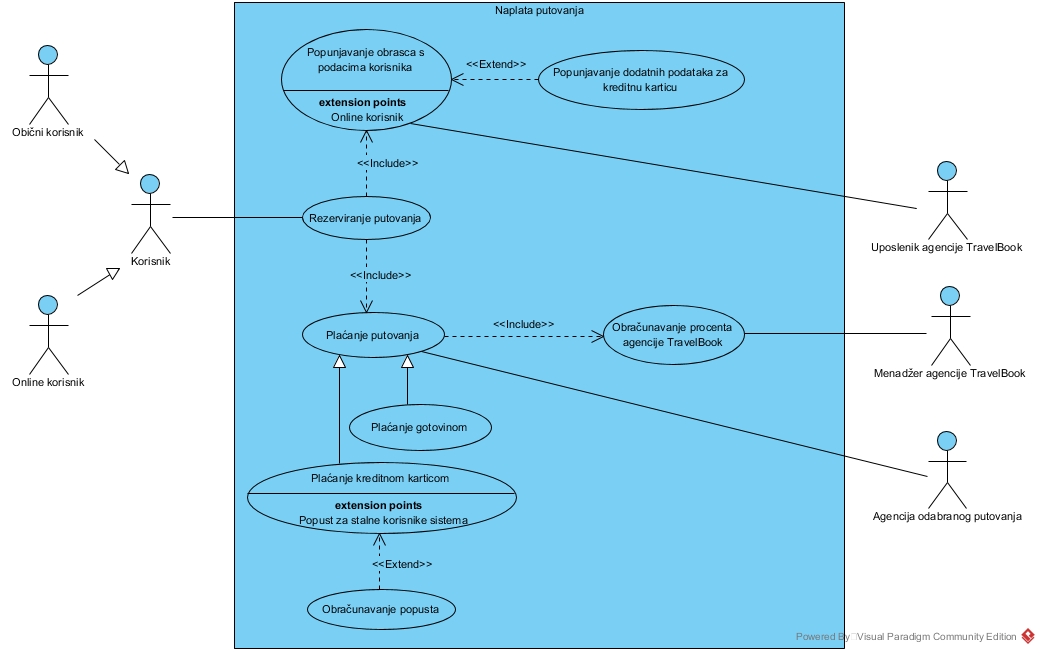 Naplata putovanja
Popunjavanje obrasca s
podacima korisnika
extension points
Online korisnik
<<Extend>>
Popunjavanje dodatnih podataka za
kreditnu karticu
Obični korisnik
<<Include>>
Korisnik
Rezerviranje putovanja
Uposlenik agencije TravelBook
<<Include>>
Online korisnik
Plaćanje putovanja
<<Include>>
Obračunavanje procenta
agencije TravelBook
Menadžer agencije TravelBook
Plaćanje gotovinom
Plaćanje kreditnom karticom
extension points
Popust za stalne korisnike sistema
Agencija odabranog putovanja
<<Extend>>
Obračunavanje popusta
Powered By Visual Paradigm Community Edition